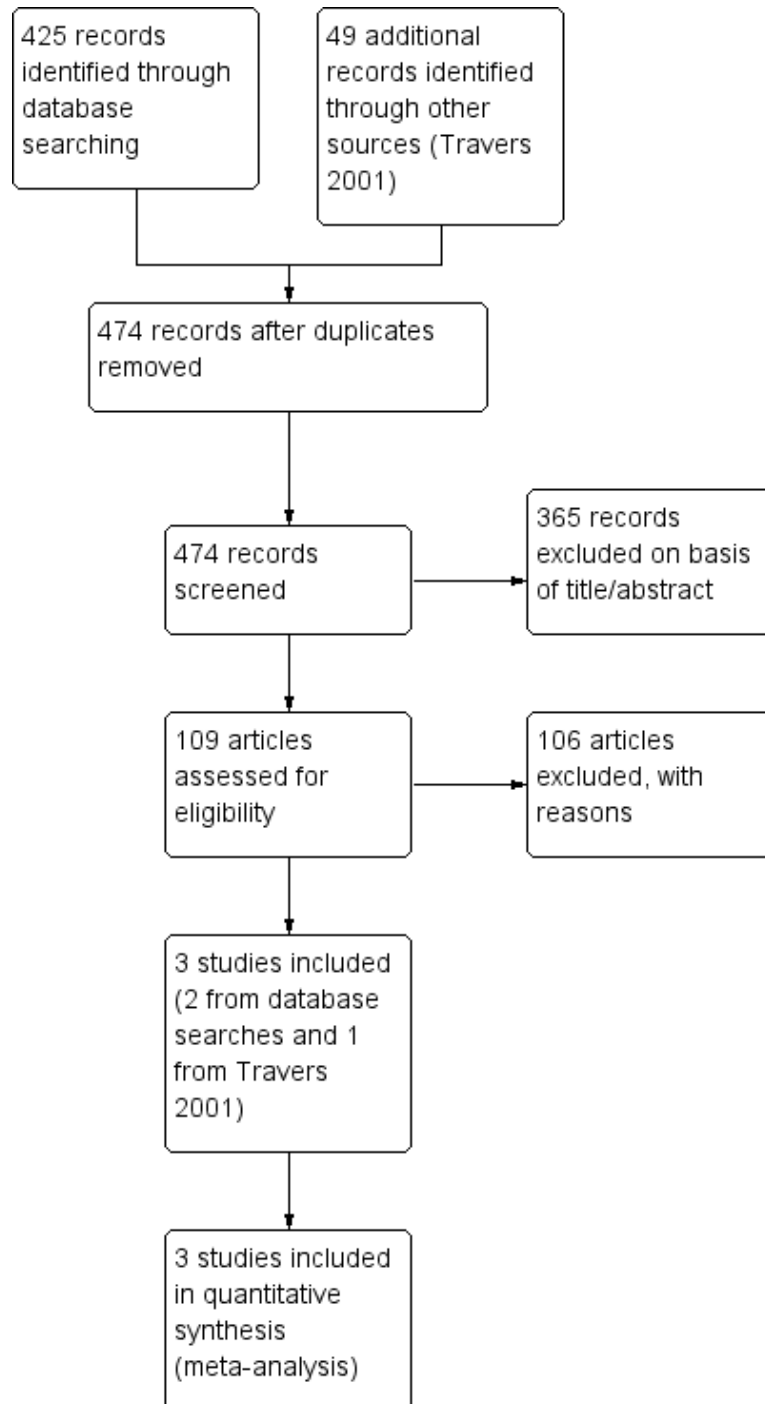 425 records
identified through
database
searching
49 additional
records identified
through other
sources (Travers
2001)
474 records after duplicates
removed
474 records
screened
365 records
excluded on basis
of title/abstract
109 articles
assessed for
eligibility
106 articles
excluded, with
reasons
3 studies included
(2 from database
searches and 1
from Travers
2001)
3 studies included
in quantitative
synthesis
(meta-analysis)